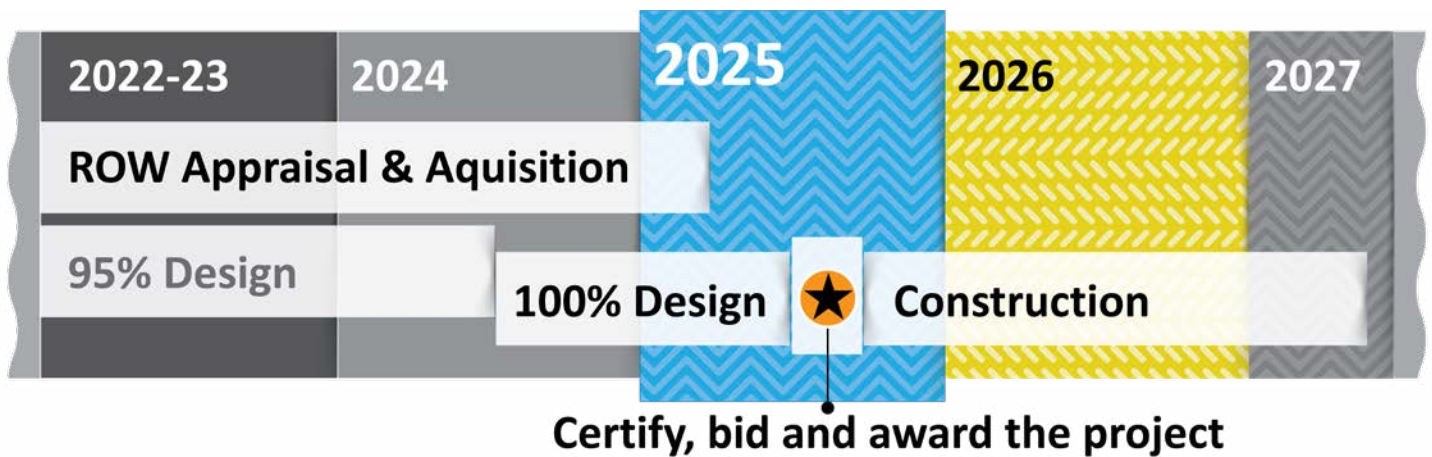 2022-23
2024
2025
2026
2027
ROW Appraisal & Aquisition
95% Design
100% Design
Construction
Certify, bid and award the project